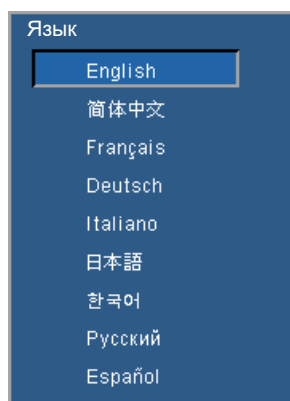 Язык
English
简体中文
Français
Deutsch
Italiano
日本語
한국어
Русский
Español